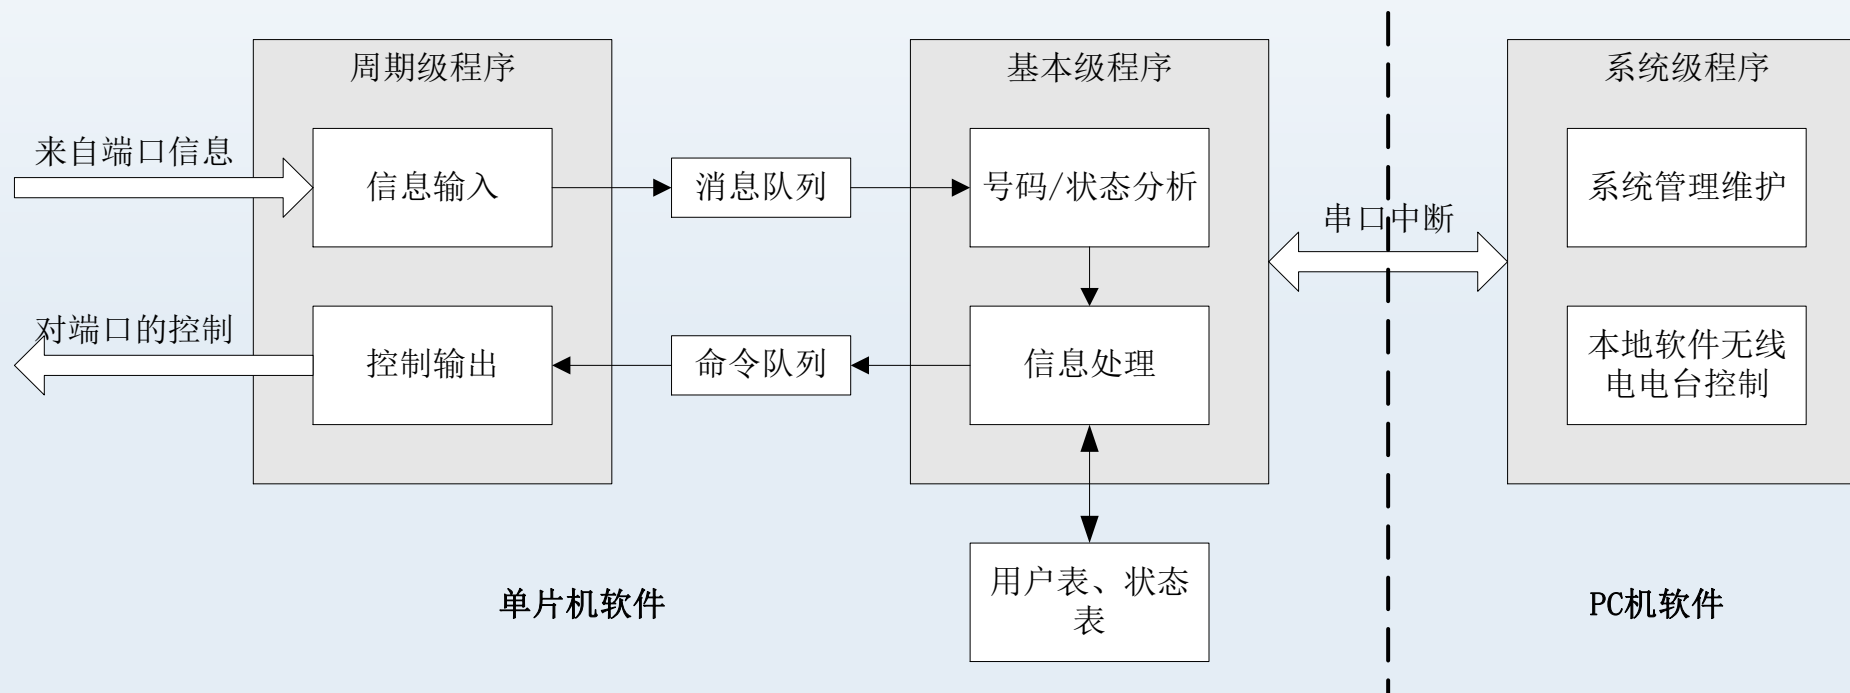 周期级程序
基本级程序
系统级程序
来自端口信息
信息输入
消息队列
号码/状态分析
串口中断
系统管理维护
对端口的控制
控制输出
命令队列
信息处理
本地软件无线
电电台控制
用户表、状态
表
单片机软件
PC机软件